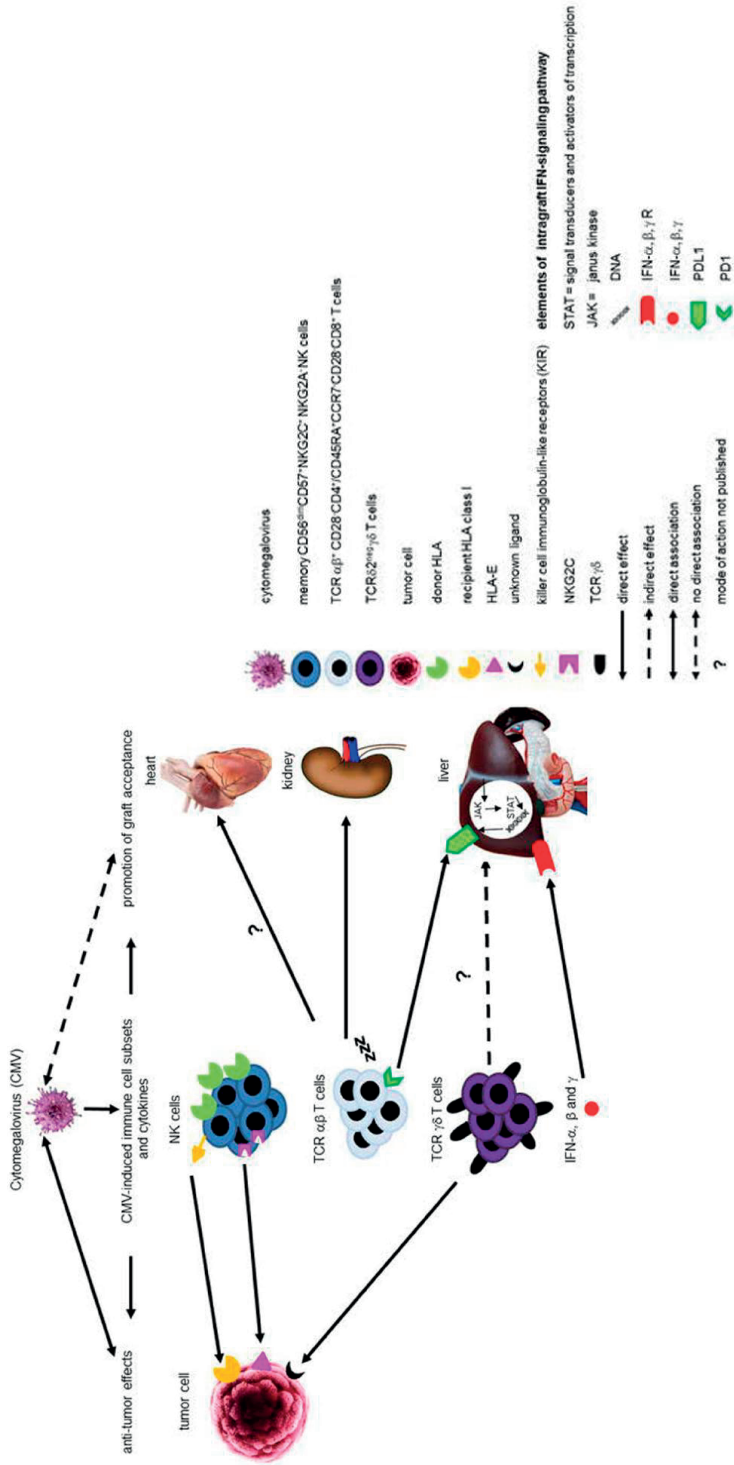 Cytomegalovirus (CMV)
anti-tumor effects
CMV-induced immune cell subsets
and cytokines
promotion of graft acceptance
tumor cell
NK cells
heart
?
kidney
TCR αβ T cells
zzz
liver
JAK
STAT
TCR γδ T cells
?
IFN-α, β and γ
cytomegalovirus
memory CD56dimCD57+NKG2C+NKG2A-NK cells
TCR αβ+ CD28-CD4+/CD45RA+CCR7-CD28-CD8+ T cells
TCRδ2neg γδ T cells
tumor cell
donor HLA
recipient HLA class I
HLA-E
unknown ligand
killer cell immunoglobulin-like receptors (KIR)
NKG2C
TCR γδ
direct effect
indirect effect
direct association
no direct association
? mode of action not published
elements of intragraft IFN-signaling pathway
STAT = signal transducers and activators of transcription
JAK = janus kinase
DNA
IFN-α, β, γ R
IFN-α, β, γ
PDL1
PD1